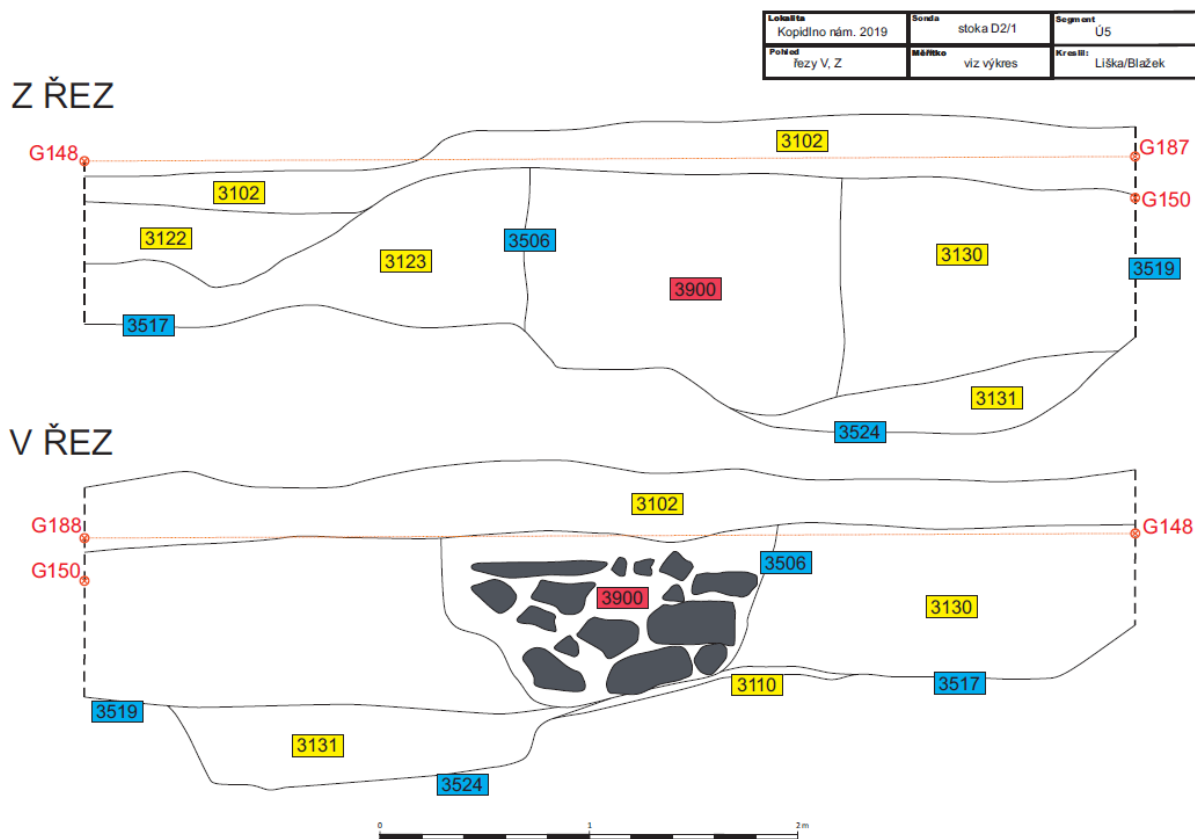 Lokalita
Kopidlno nám. 2019
Sonda
stoka D2/1
Segment
Ú5
Pohled
řezy V, Z
Měřítko
viz výkres
Kreslil:
Liška/Blažek
Z ŘEZ
G148
3102
G187
3102
G150
3122
3506
3123
3130
3519
3900
3517
3131
3524
V ŘEZ
3102
G188
G148
3506
G150
3900
3130
3110
3517
3519
3131
3524
0
1
2 m